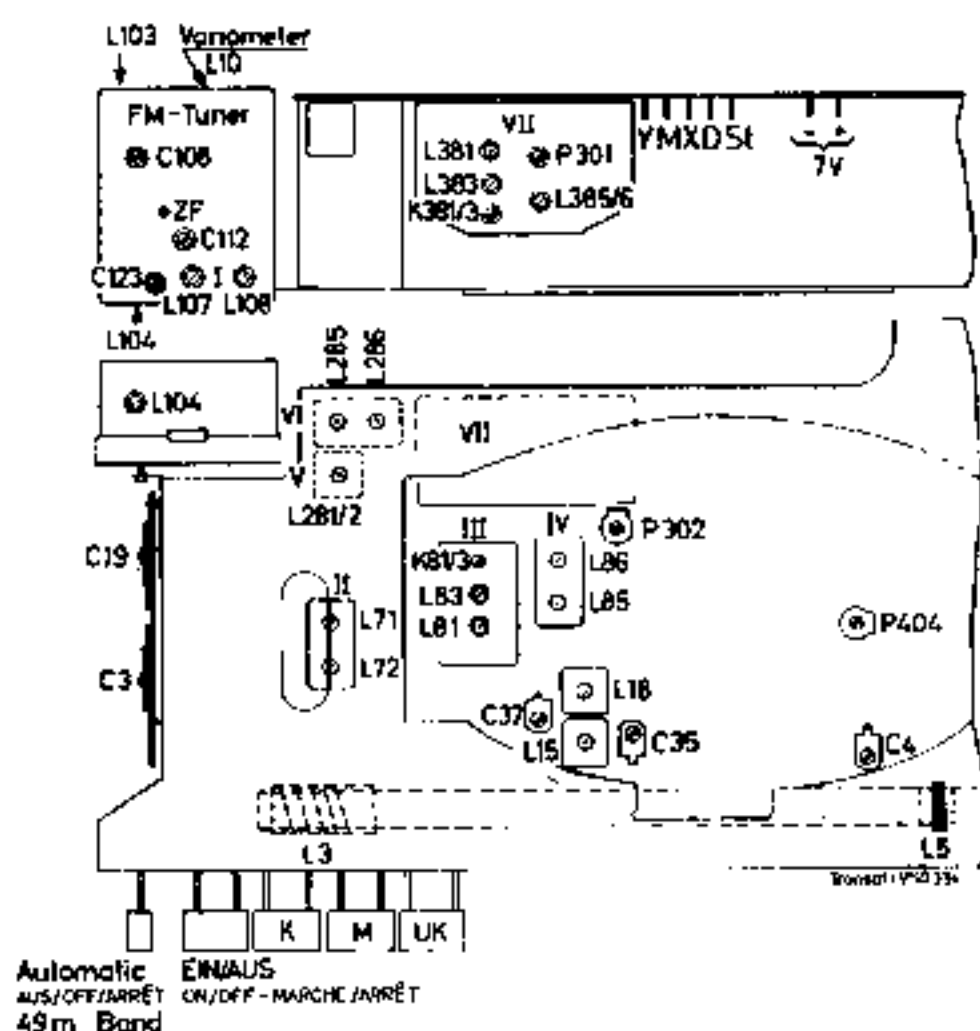 L103 Variometer
L10
FM-Tuner
C106
ZF
C112
C123 I
L107 L108
L104
VII
L381 P301
L383 L385/6
K381/3
Y M X D St
- +
7V
L104
L285 L286
VI
VII
V
L281/2
III IV P302
C19 K81/3 L86
L83 L85
II
L71 L81 P404
L72
C3 L18
C37
L15 C35 C4
L3 L5
K M UK
Automatic EIN/AUS
AUS/OFF/ARRÊT ON/OFF - MARCHE/ARRÊT
49m Band